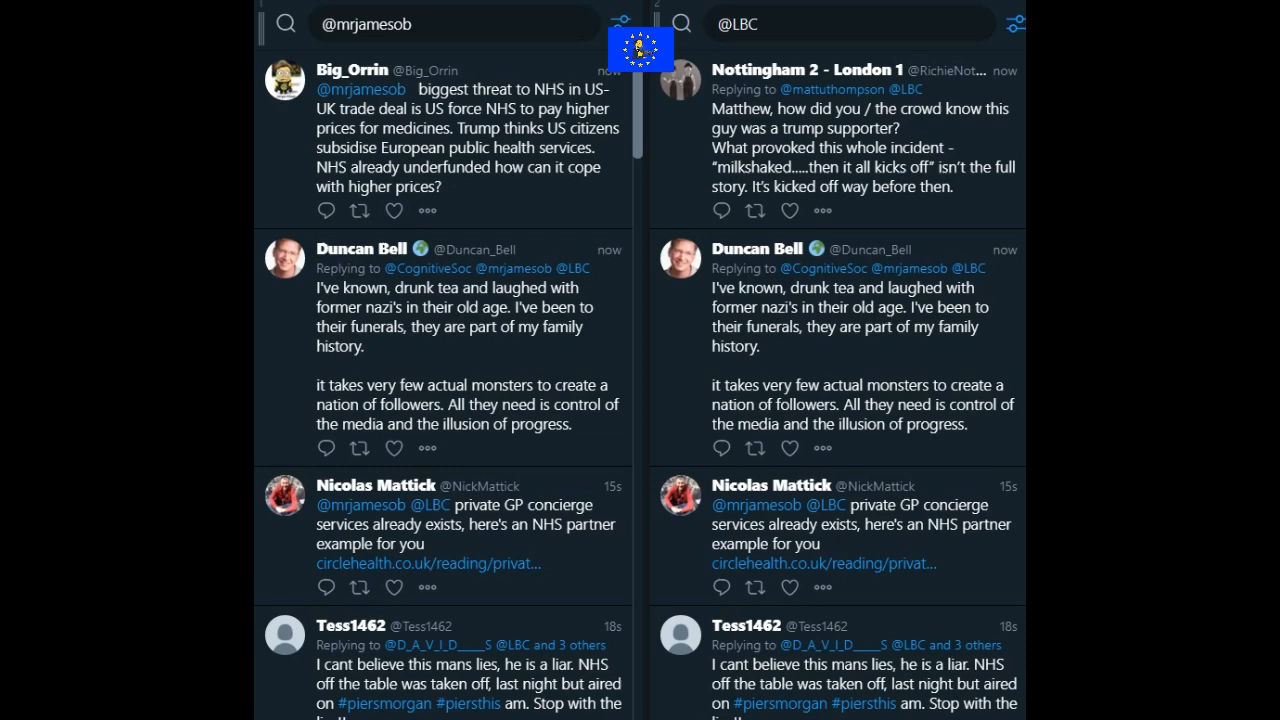 1
@mrjamesob
Big_Orrin @Big_Orrin now
@mrjamesob biggest threat to NHS in US-
UK trade deal is US force NHS to pay higher
prices for medicines. Trump thinks US citizens
subsidise European public health services.
NHS already underfunded how can it cope
with higher prices?
Duncan Bell @Duncan_Bell now
Replying to @CognitiveSoc @mrjamesob @LBC
I've known, drunk tea and laughed with
former nazi's in their old age. I've been to
their funerals, they are part of my family
history.
it takes very few actual monsters to create a
nation of followers. All they need is control of
the media and the illusion of progress.
Nicolas Mattick @NickMattick 15s
@mrjamesob @LBC private GP concierge
services already exists, here's an NHS partner
example for you
circlehealth.co.uk/reading/privat...
Tess1462 @Tess1462 18s
Replying to @D_A_V_I_D____S @LBC and 3 others
I cant believe this mans lies, he is a liar. NHS
off the table was taken off, last night but aired
on #piersmorgan #piersthis am. Stop with the
2
@LBC
Nottingham 2 - London 1 @RichieNot... now
Replying to @mattuthompson @LBC
Matthew, how did you / the crowd know this
guy was a trump supporter?
What provoked this whole incident -
“milkshaked.....then it all kicks off” isn’t the full
story. It’s kicked off way before then.
Duncan Bell @Duncan_Bell now
Replying to @CognitiveSoc @mrjamesob @LBC
I've known, drunk tea and laughed with
former nazi's in their old age. I've been to
their funerals, they are part of my family
history.
it takes very few actual monsters to create a
nation of followers. All they need is control of
the media and the illusion of progress.
Nicolas Mattick @NickMattick 15s
@mrjamesob @LBC private GP concierge
services already exists, here's an NHS partner
example for you
circlehealth.co.uk/reading/privat...
Tess1462 @Tess1462 18s
Replying to @D_A_V_I_D____S @LBC and 3 others
I cant believe this mans lies, he is a liar. NHS
off the table was taken off, last night but aired
on #piersmorgan #piersthis am. Stop with the